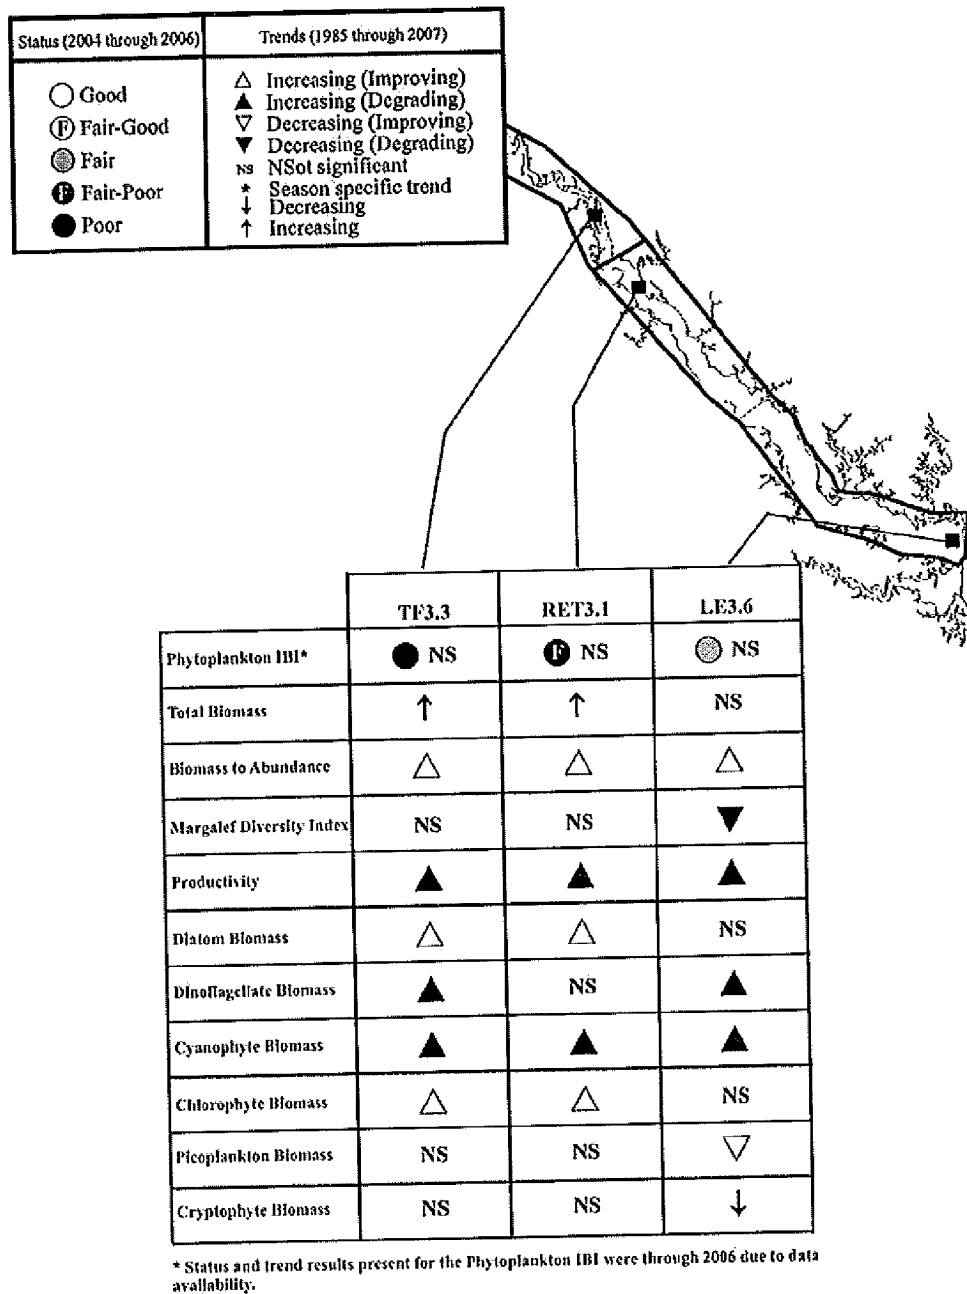 Status (2004 through 2006) Trends (1985 through 2007)
Good
F Fair-Good
Fair
F Fair-Poor
Poor
△ Increasing (Improving)
▲ Increasing (Degrading)
▽ Decreasing (Improving)
▼ Decreasing (Degrading)
NS NSot significant
* Season specific trend
↓ Decreasing
↑ Increasing
TF3.3 RET3.1 LE3.6
Phytoplankton IBI* NS F NS NS
Total Biomass ↑ ↑ NS
Biomass to Abundance △ △ △
Margalef Diversity Index NS NS ▼
Productivity ▲ ▲ ▲
Diatom Biomass △ △ NS
Dinoflagellate Biomass ▲ NS ▲
Cyanophyte Biomass ▲ ▲ ▲
Chlorophyte Biomass △ △ NS
Picoplankton Biomass NS NS ▽
Cryptophyte Biomass NS NS ↓
* Status and trend results present for the Phytoplankton IBI were through 2006 due to data
availability.